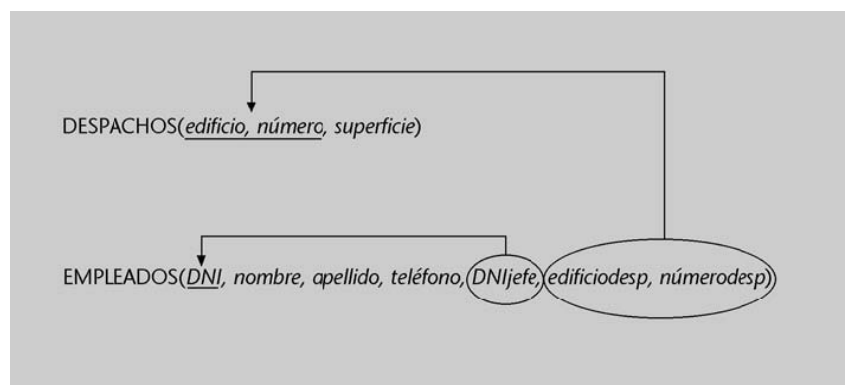 DESPACHOS(edificio, número, superficie)
EMPLEADOS(DNI, nombre, apellido, teléfono, DNIjefe, edificiodesp, númerodesp)